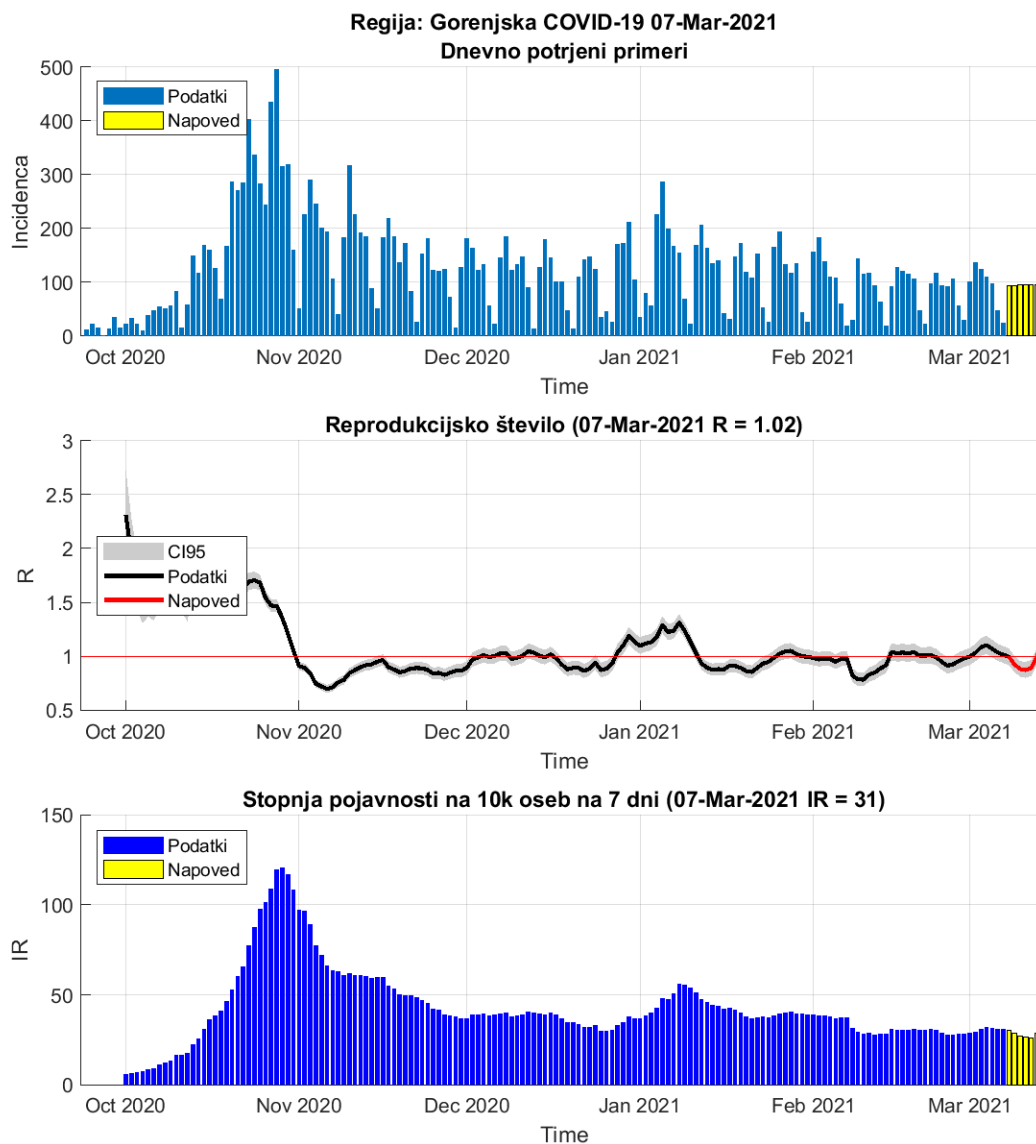 Regija: Gorenjska COVID-19 07-Mar-2021
Dnevno potrjeni primeri
500
400
300
200
100
0
Incidenca
Podatki
Napoved
Oct 2020 Nov 2020 Dec 2020 Jan 2021 Feb 2021 Mar 2021
Time
Reprodukcijsko število (07-Mar-2021 R = 1.02)
3
2.5
2
1.5
1
0.5
R
CI95
Podatki
Napoved
Oct 2020 Nov 2020 Dec 2020 Jan 2021 Feb 2021 Mar 2021
Time
Stopnja pojavnosti na 10k oseb na 7 dni (07-Mar-2021 IR = 31)
150
100
50
0
IR
Podatki
Napoved
Oct 2020 Nov 2020 Dec 2020 Jan 2021 Feb 2021 Mar 2021
Time